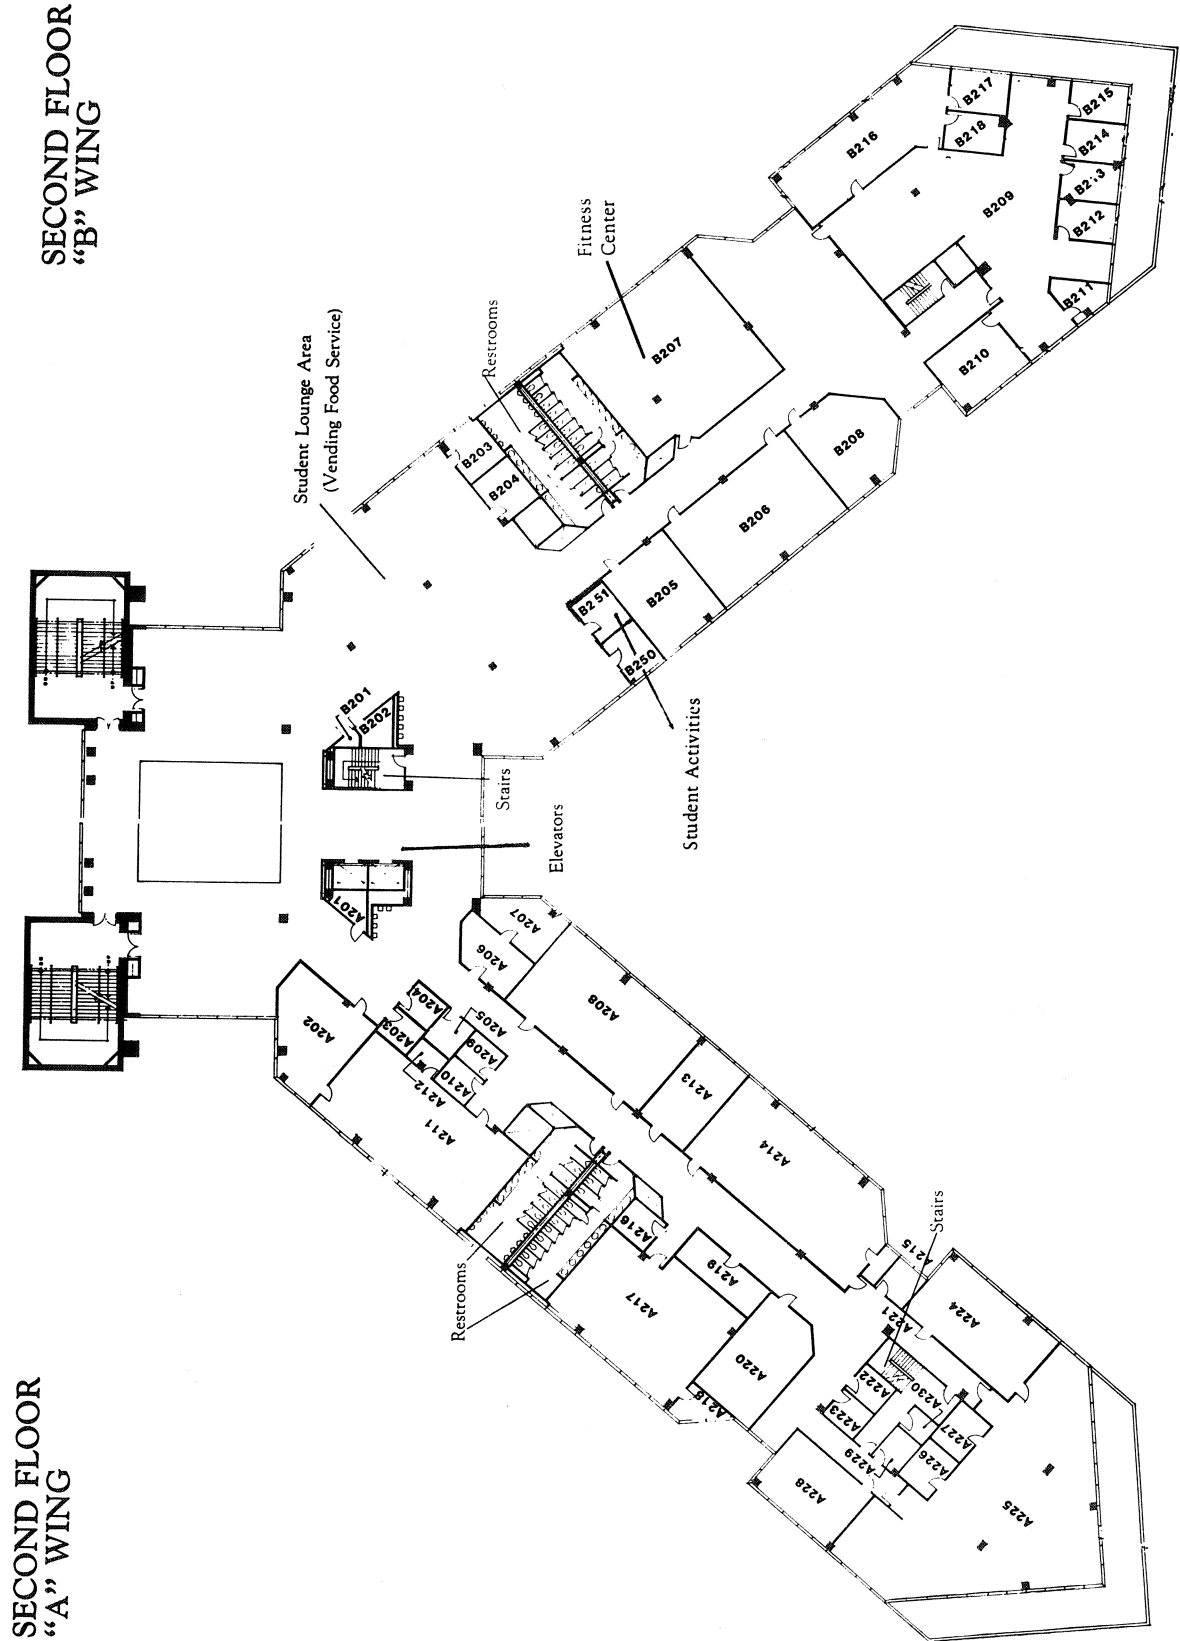 SECOND FLOOR
“B” WING
Student Lounge Area
(Vending Food Service)
Restrooms
Fitness
Center
B216
B217
B218
B215
B214
B212
B209
B211
B210
B207
B203
B204
B208
B206
B205
B251
B250
Student Activities
B201
B202
Stairs
Elevators
A201
A207
A206
A208
A202
A204
A203
A205
A209
A210
A212
A211
A213
A214
Restrooms
A216
A217
A219
A220
A218
A215
Stairs
A221
A224
A222
A223
A230
A227
A226
A229
A228
A225
SECOND FLOOR
“A” WING